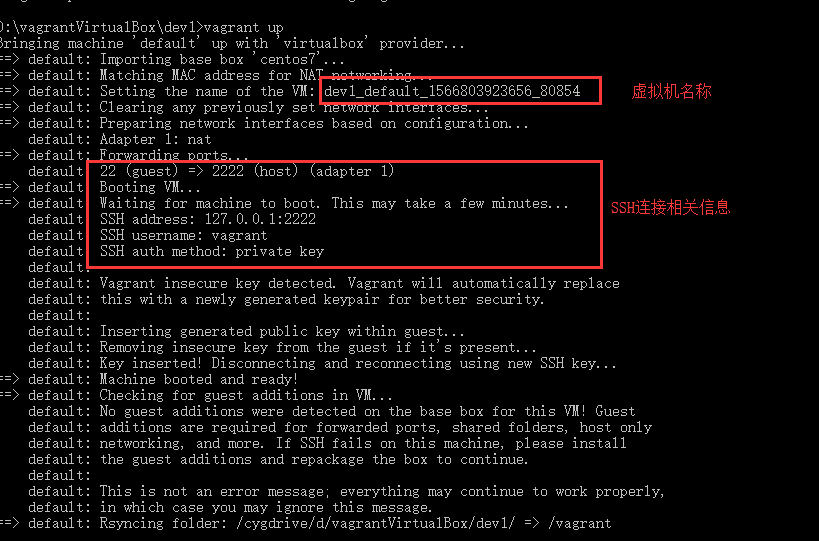 D:\vagrantVirtualBox\dev1>vagrant up
Bringing machine 'default' up with 'virtualbox' provider...
==> default: Importing base box 'centos7'...
==> default: Matching MAC address for NAT networking...
==> default: Setting the name of the VM: dev1_default_1566803923656_80854 虚拟机名称
==> default: Clearing any previously set network interfaces...
==> default: Preparing network interfaces based on configuration...
default: Adapter 1: nat
==> default: Forwarding ports...
default: 22 (guest) => 2222 (host) (adapter 1)
==> default: Booting VM...
==> default: Waiting for machine to boot. This may take a few minutes...
SSH连接相关信息
default: SSH address: 127.0.0.1:2222
default: SSH username: vagrant
default: SSH auth method: private key
default:
default: Vagrant insecure key detected. Vagrant will automatically replace
default: this with a newly generated keypair for better security.
default:
default: Inserting generated public key within guest...
default: Removing insecure key from the guest if it's present...
default: Key inserted! Disconnecting and reconnecting using new SSH key...
==> default: Machine booted and ready!
==> default: Checking for guest additions in VM...
default: No guest additions were detected on the base box for this VM! Guest
default: additions are required for forwarded ports, shared folders, host only
default: networking, and more. If SSH fails on this machine, please install
default: the guest additions and repackage the box to continue.
default:
default: This is not an error message; everything may continue to work properly,
default: in which case you may ignore this message.
==> default: Rsyncing folder: /cygdrive/d/vagrantVirtualBox/dev1/ => /vagrant